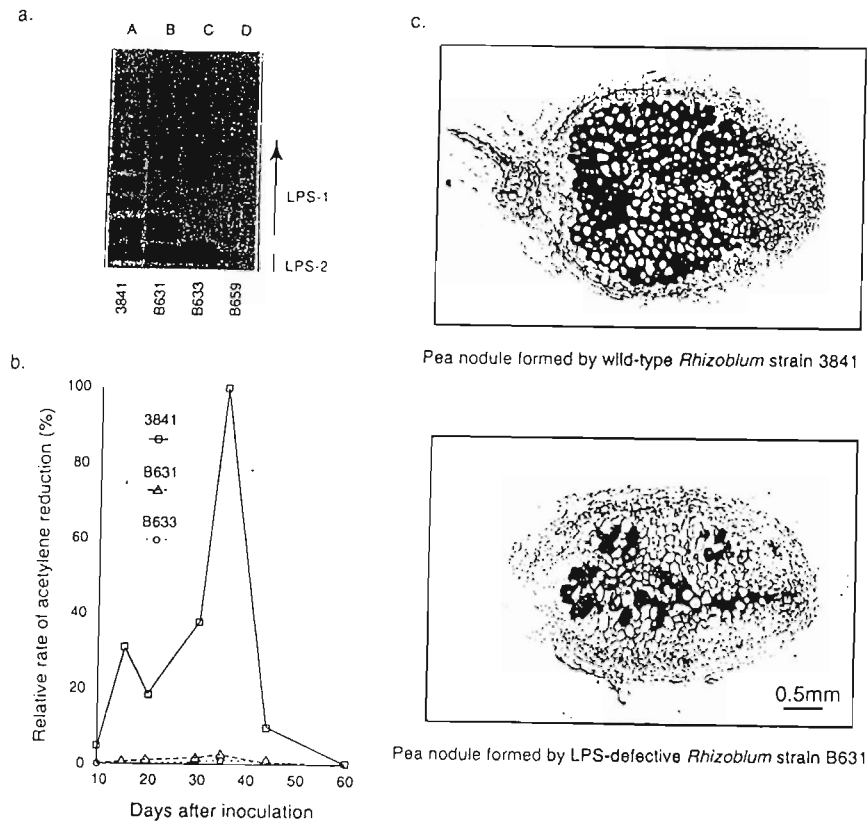 a.
A B C D
LPS-1
LPS-2
3841 B631 B633 B659
b.
Relative rate of acetylene reduction (%)
100
80
60
40
20
0
3841
B631
B633
10 20 30 40 50 60
Days after inoculation
c.
Pea nodule formed by wild-type Rhizobium strain 3841
0.5mm
Pea nodule formed by LPS-defective Rhizobium strain B631